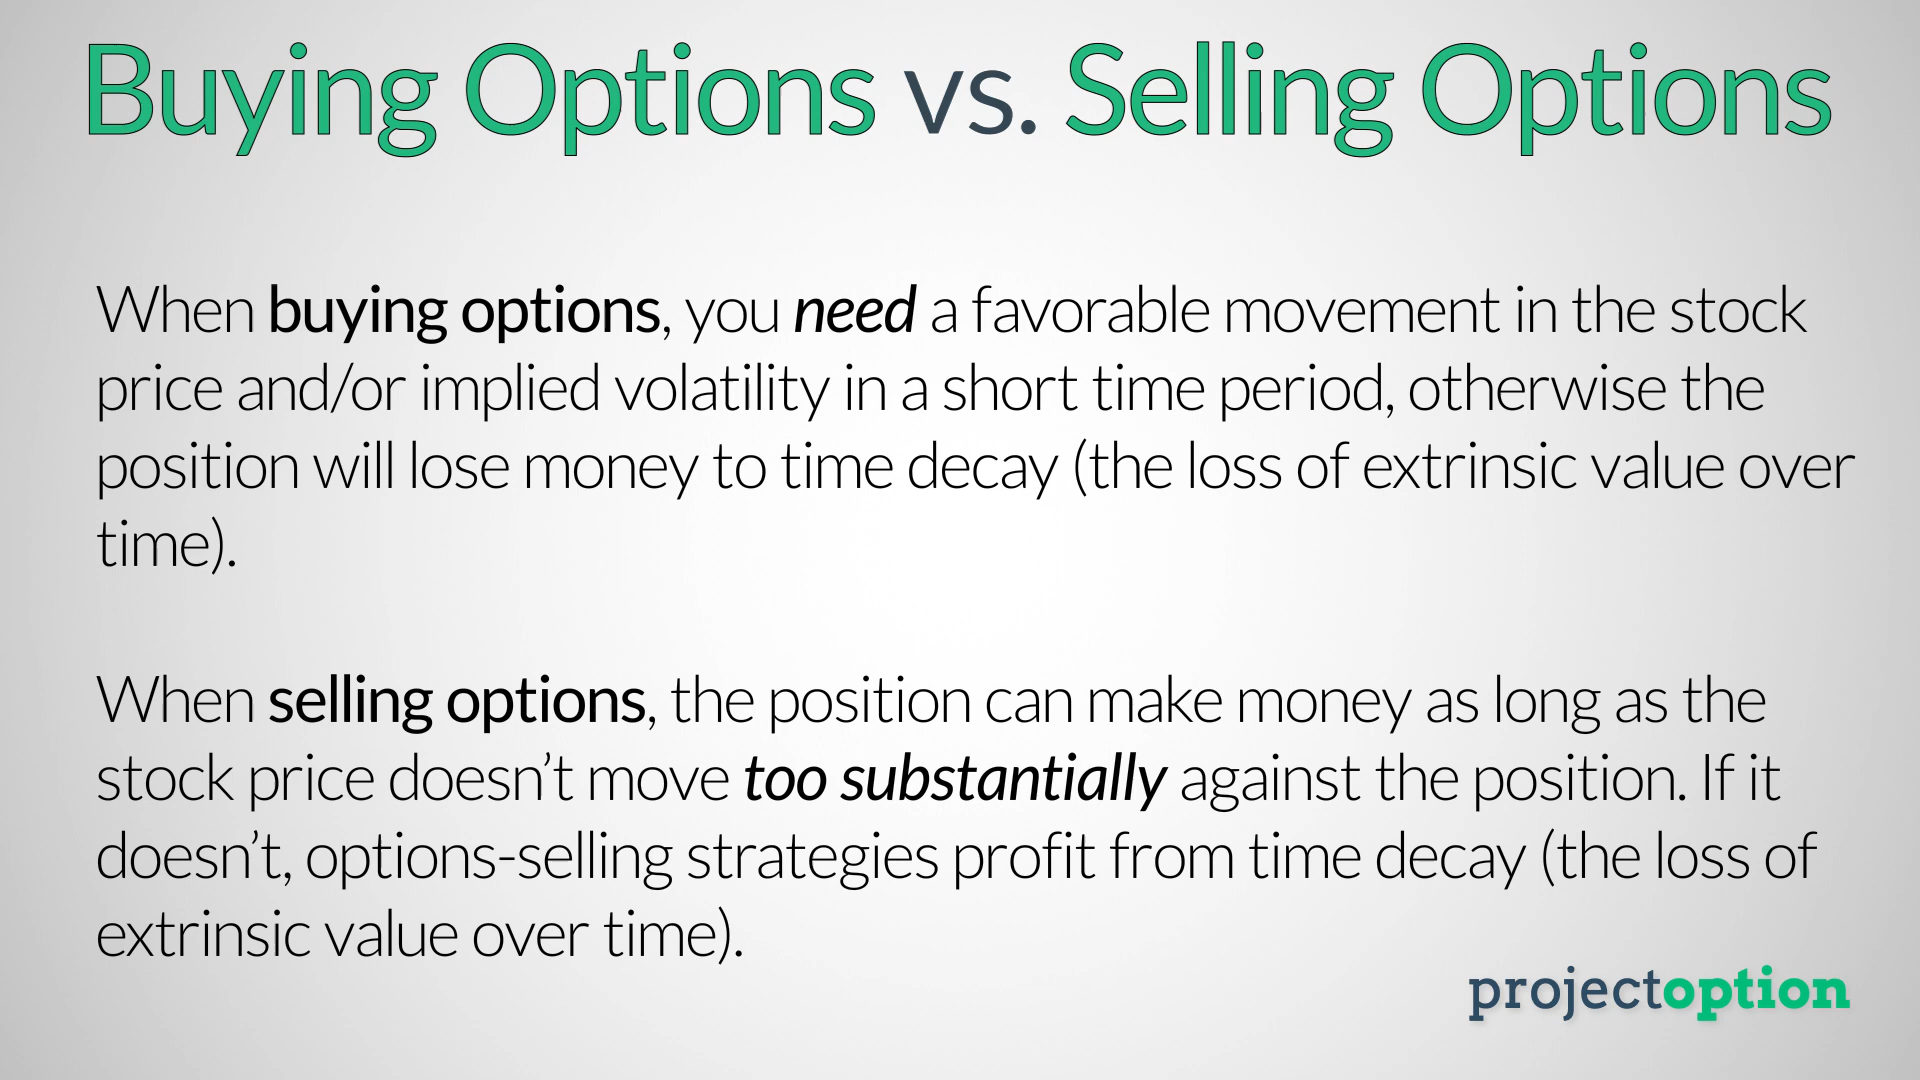 Buying Options vs. Selling Options
When buying options, you need a favorable movement in the stock
price and/or implied volatility in a short time period, otherwise the
position will lose money to time decay (the loss of extrinsic value over
time).
When selling options, the position can make money as long as the
stock price doesn’t move too substantially against the position. If it
doesn’t, options-selling strategies profit from time decay (the loss of
extrinsic value over time).
projectoption